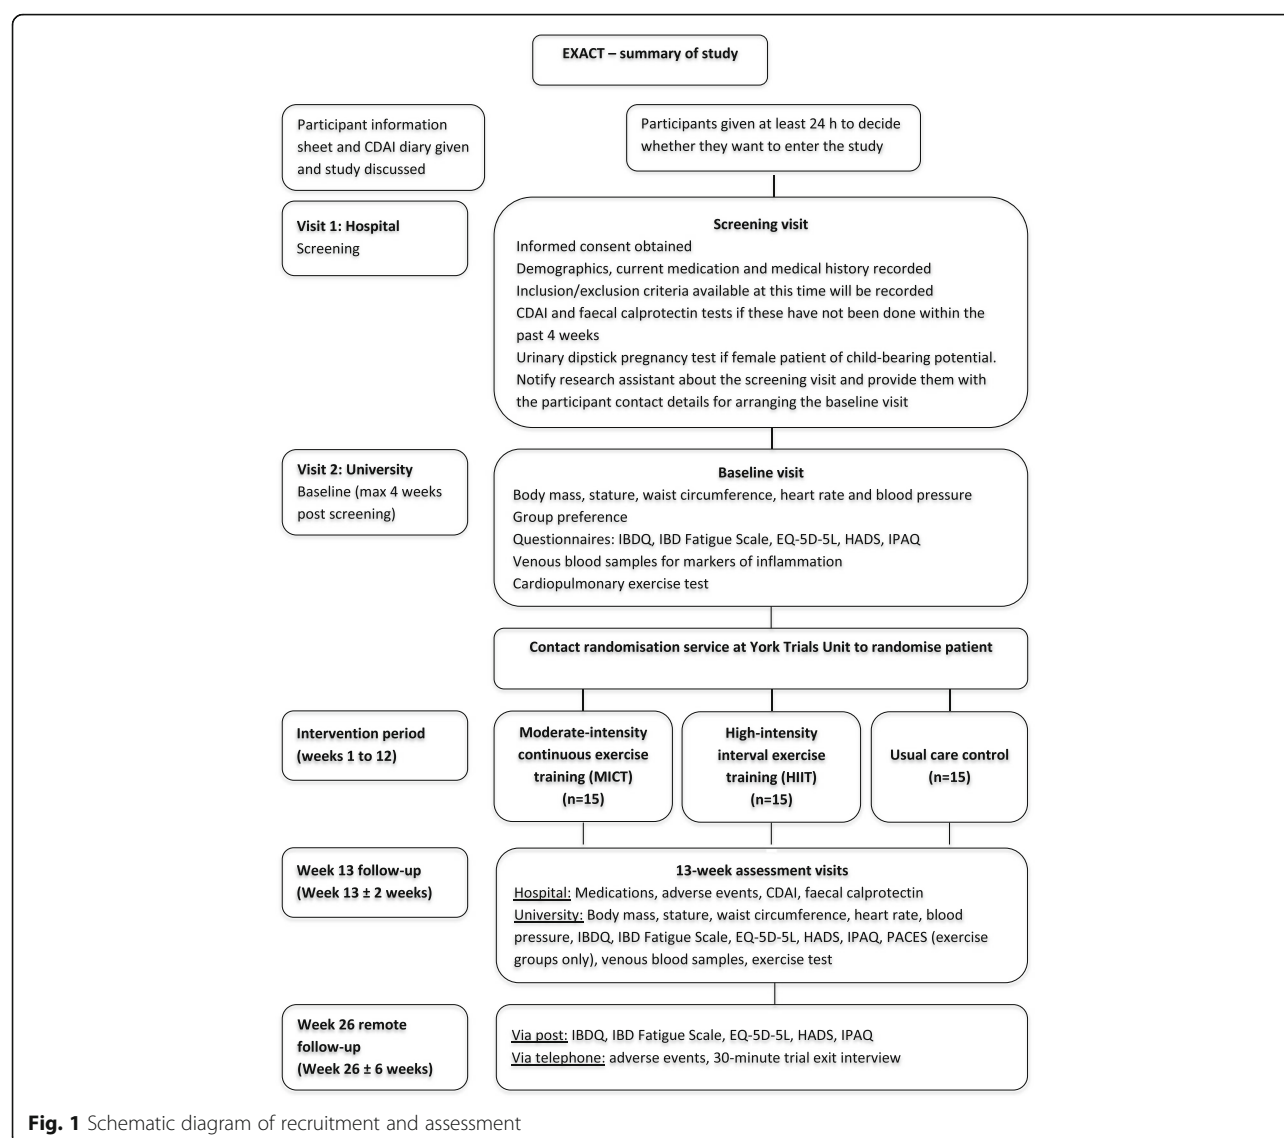 EXACT – summary of study
Participant information
sheet and CDAI diary given
and study discussed
Participants given at least 24 h to decide
whether they want to enter the study
Visit 1: Hospital
Screening
Screening visit
Informed consent obtained
Demographics, current medication and medical history recorded
Inclusion/exclusion criteria available at this time will be recorded
CDAI and faecal calprotectin tests if these have not been done within the
past 4 weeks
Urinary dipstick pregnancy test if female patient of child-bearing potential.
Notify research assistant about the screening visit and provide them with
the participant contact details for arranging the baseline visit
Visit 2: University
Baseline (max 4 weeks
post screening)
Baseline visit
Body mass, stature, waist circumference, heart rate and blood pressure
Group preference
Questionnaires: IBDQ, IBD Fatigue Scale, EQ-5D-5L, HADS, IPAQ
Venous blood samples for markers of inflammation
Cardiopulmonary exercise test
Contact randomisation service at York Trials Unit to randomise patient
Intervention period
(weeks 1 to 12)
Moderate-intensity
continuous exercise
training (MICT)
(n=15)
High-intensity
interval exercise
training (HIIT)
(n=15)
Usual care control
(n=15)
Week 13 follow-up
(Week 13 ± 2 weeks)
13-week assessment visits
Hospital: Medications, adverse events, CDAI, faecal calprotectin
University: Body mass, stature, waist circumference, heart rate, blood
pressure, IBDQ, IBD Fatigue Scale, EQ-5D-5L, HADS, IPAQ, PACES (exercise
groups only), venous blood samples, exercise test
Week 26 remote
follow-up
(Week 26 ± 6 weeks)
Via post: IBDQ, IBD Fatigue Scale, EQ-5D-5L, HADS, IPAQ
Via telephone: adverse events, 30-minute trial exit interview
Fig. 1 Schematic diagram of recruitment and assessment